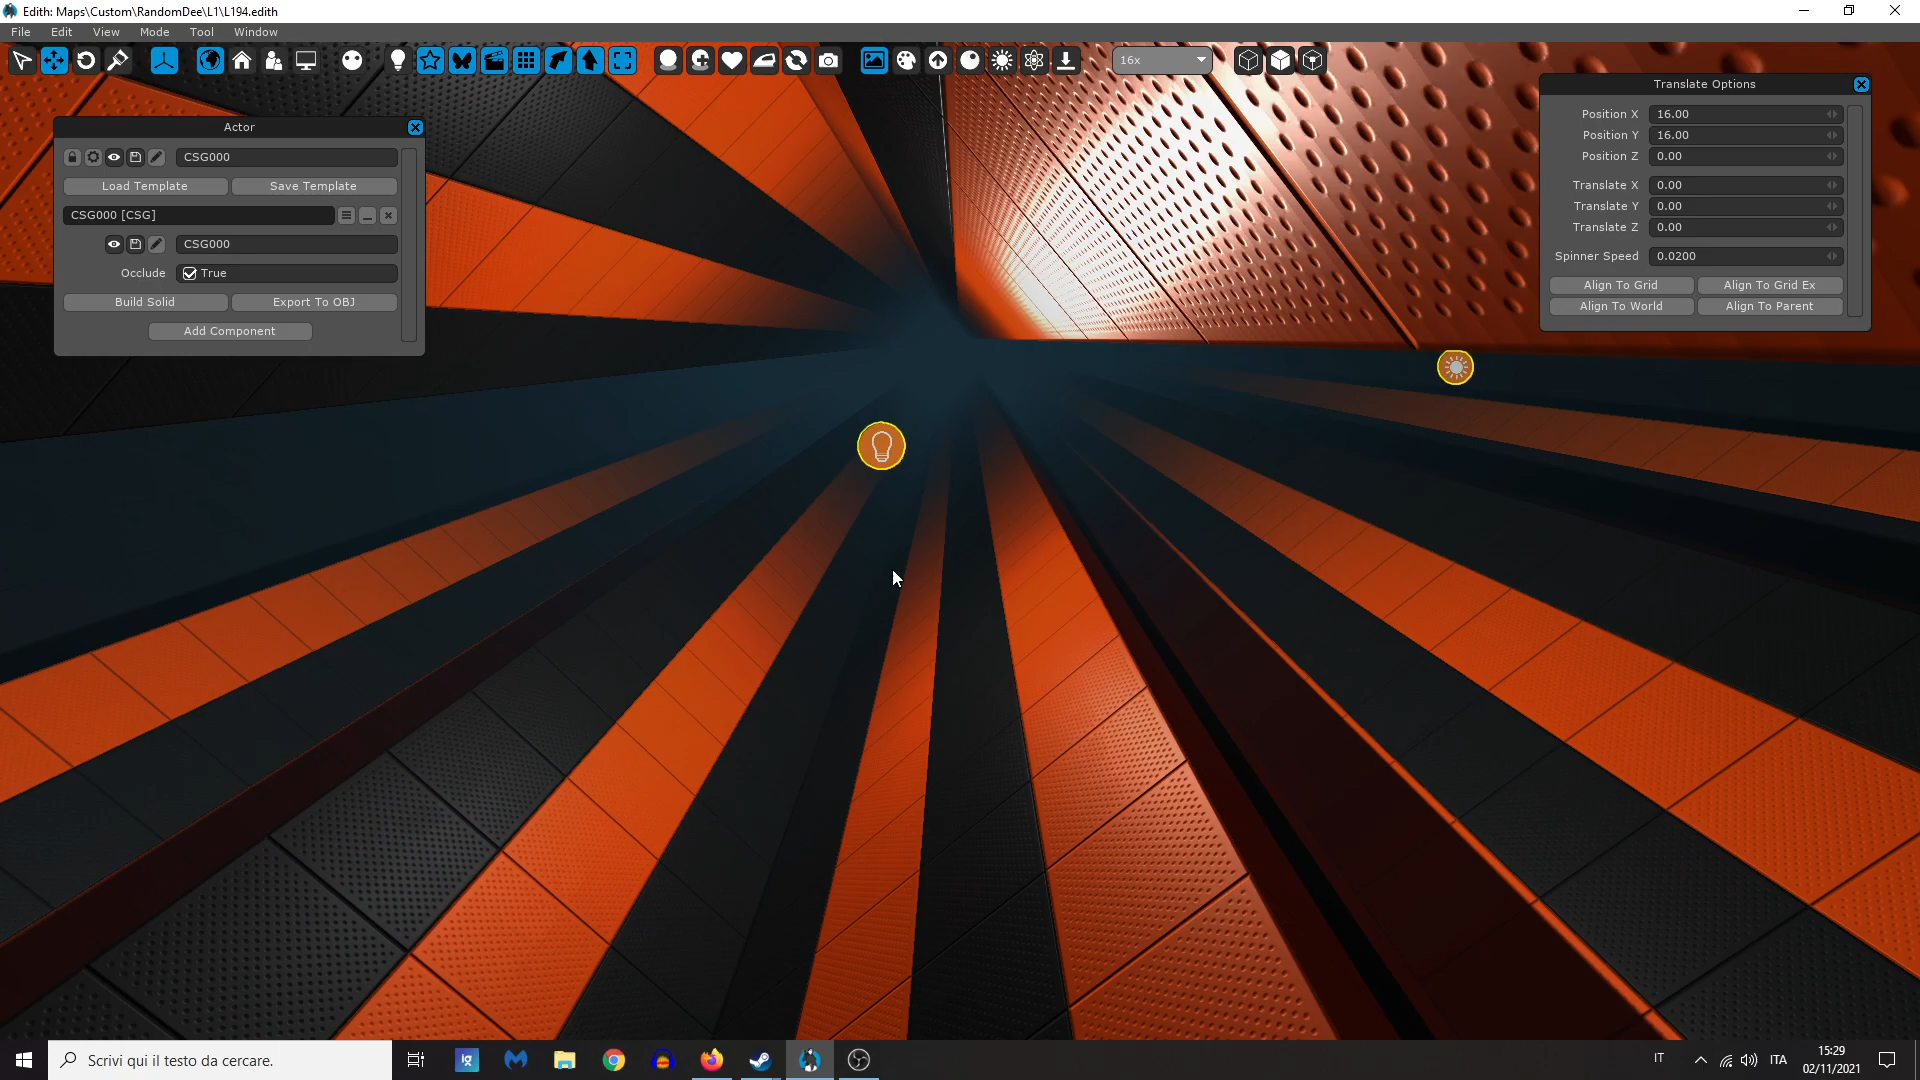 Edith: Maps\Custom\RandomDee\L1\L194.edith
File Edit View Mode Tool Window
16x
Actor
CSG000
Load Template Save Template
CSG000 [CSG]
CSG000
Occlude True
Build Solid Export To OBJ
Add Component
Translate Options
Position X 16.00
Position Y 16.00
Position Z 0.00
Translate X 0.00
Translate Y 0.00
Translate Z 0.00
Spinner Speed 0.0200
Align To Grid Align To Grid Ex
Align To World Align To Parent
Scrivi qui il testo da cercare.
IT
ITA
15:29
02/11/2021